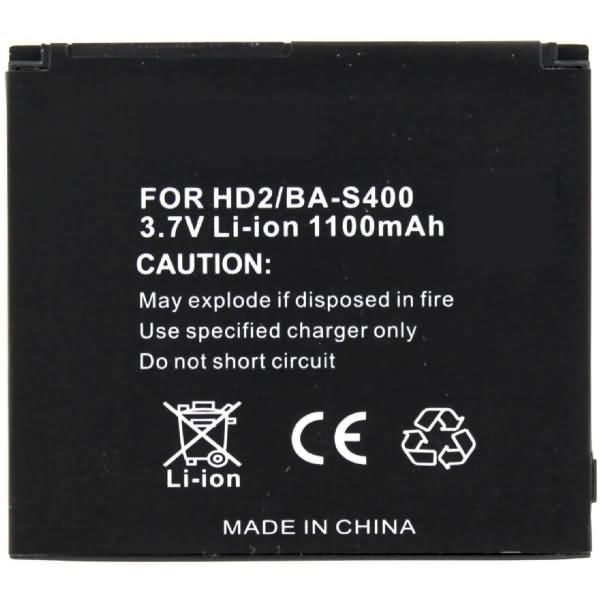 FOR HD2/BA-S400
3.7V Li-ion 1100mAh
CAUTION:
May explode if disposed in fire
Use specified charger only
Do not short circuit
CE
Li-ion
MADE IN CHINA